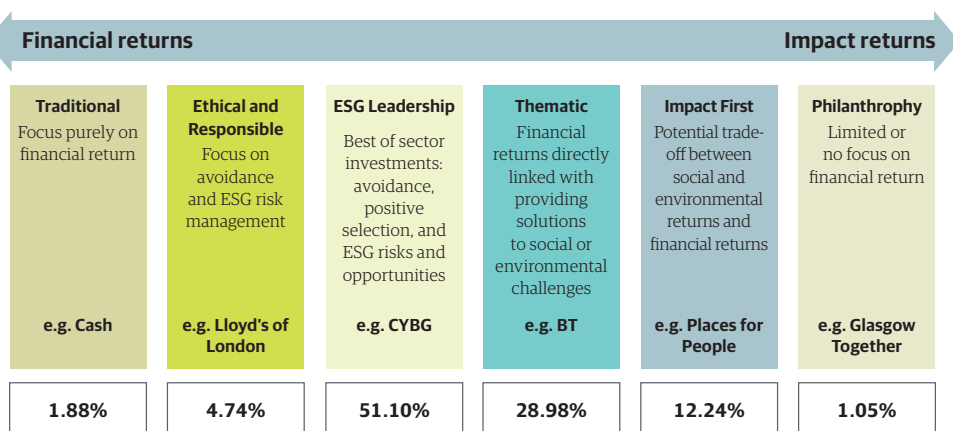 Financial returns
Impact returns
Traditional
Focus purely on
financial return
e.g. Cash
1.88%
Ethical and
Responsible
Focus on
avoidance
and ESG risk
management
e.g. Lloyd's of
London
4.74%
ESG Leadership
Best of sector
investments:
avoidance,
positive
selection, and
ESG risks and
opportunities
e.g. CYBG
51.10%
Thematic
Financial
returns directly
linked with
providing
solutions
to social or
environmental
challenges
e.g. BT
28.98%
Impact First
Potential trade-
off between
social and
environmental
returns and
financial returns
e.g. Places for
People
12.24%
Philanthropy
Limited or
no focus on
financial return
e.g. Glasgow
Together
1.05%